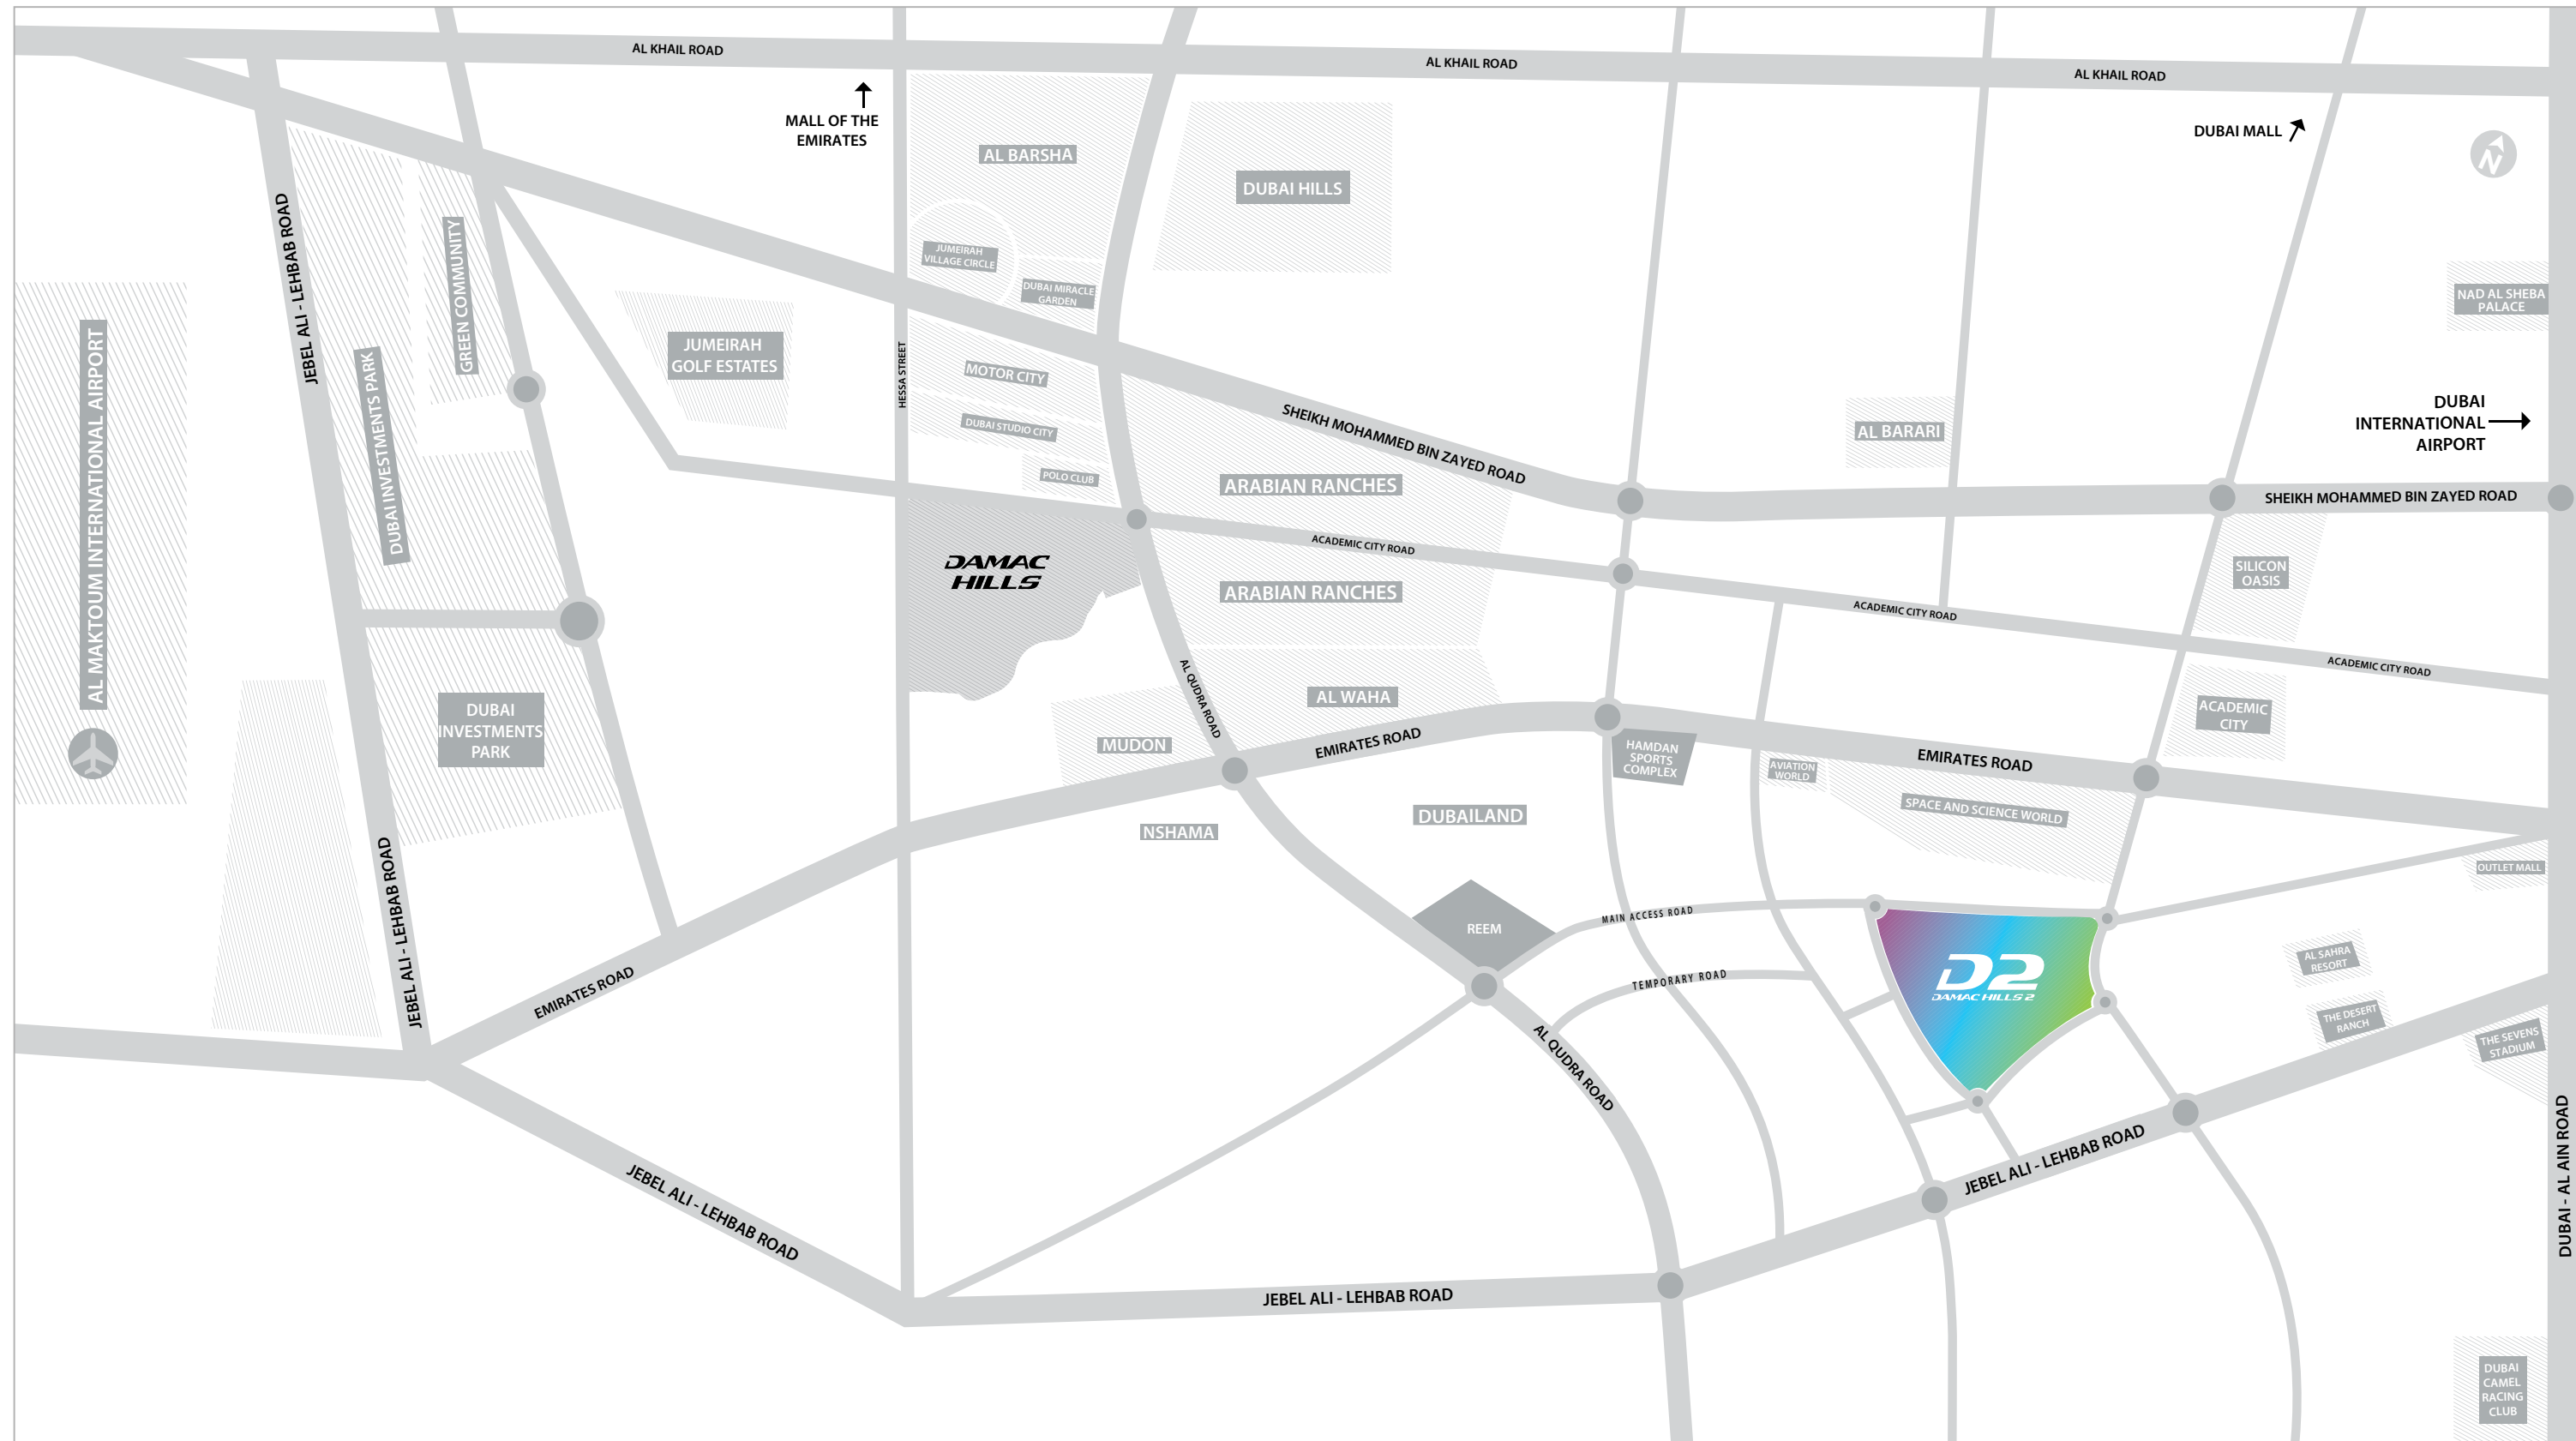 AL KHAIL ROAD
AL KHAIL ROAD
AL KHAIL ROAD
MALL OF THE
EMIRATES
DUBAI MALL
N
AL BARSHA
DUBAI HILLS
JUMEIRAH
VILLAGE CIRCLE
DUBAI MIRACLE
GARDEN
NAD AL SHEBA
PALACE
JEBEL ALI - LEHBAB ROAD
GREEN COMMUNITY
AL MAKTOUM INTERNATIONAL AIRPORT
DUBAI INVESTMENTS PARK
JUMEIRAH
GOLF ESTATES
HESSA STREET
MOTOR CITY
DUBAI STUDIO CITY
POLO CLUB
SHEIKH MOHAMMED BIN ZAYED ROAD
AL BARARI
DUBAI
INTERNATIONAL
AIRPORT
SHEIKH MOHAMMED BIN ZAYED ROAD
ARABIAN RANCHES
ACADEMIC CITY ROAD
DAMAC
HILLS
ARABIAN RANCHES
SILICON
OASIS
ACADEMIC CITY ROAD
ACADEMIC CITY ROAD
AL QUDRA ROAD
AL WAHA
DUBAI
INVESTMENTS
PARK
MUDON
EMIRATES ROAD
HAMDAN
SPORTS
COMPLEX
ACADEMIC
CITY
EMIRATES ROAD
AVIATION
WORLD
SPACE AND SCIENCE WORLD
NSHAMA
DUBAILAND
OUTLET MALL
JEBEL ALI - LEHBAB ROAD
REEM
MAIN ACCESS ROAD
TEMPORARY ROAD
D2
DAMAC HILLS 2
AL SAHRA
RESORT
THE DESERT
RANCH
THE SEVENS
STADIUM
EMIRATES ROAD
AL QUDRA ROAD
JEBEL ALI - LEHBAB ROAD
JEBEL ALI - LEHBAB ROAD
JEBEL ALI - LEHBAB ROAD
DUBAI - AL AIN ROAD
DUBAI
CAMEL
RACING
CLUB